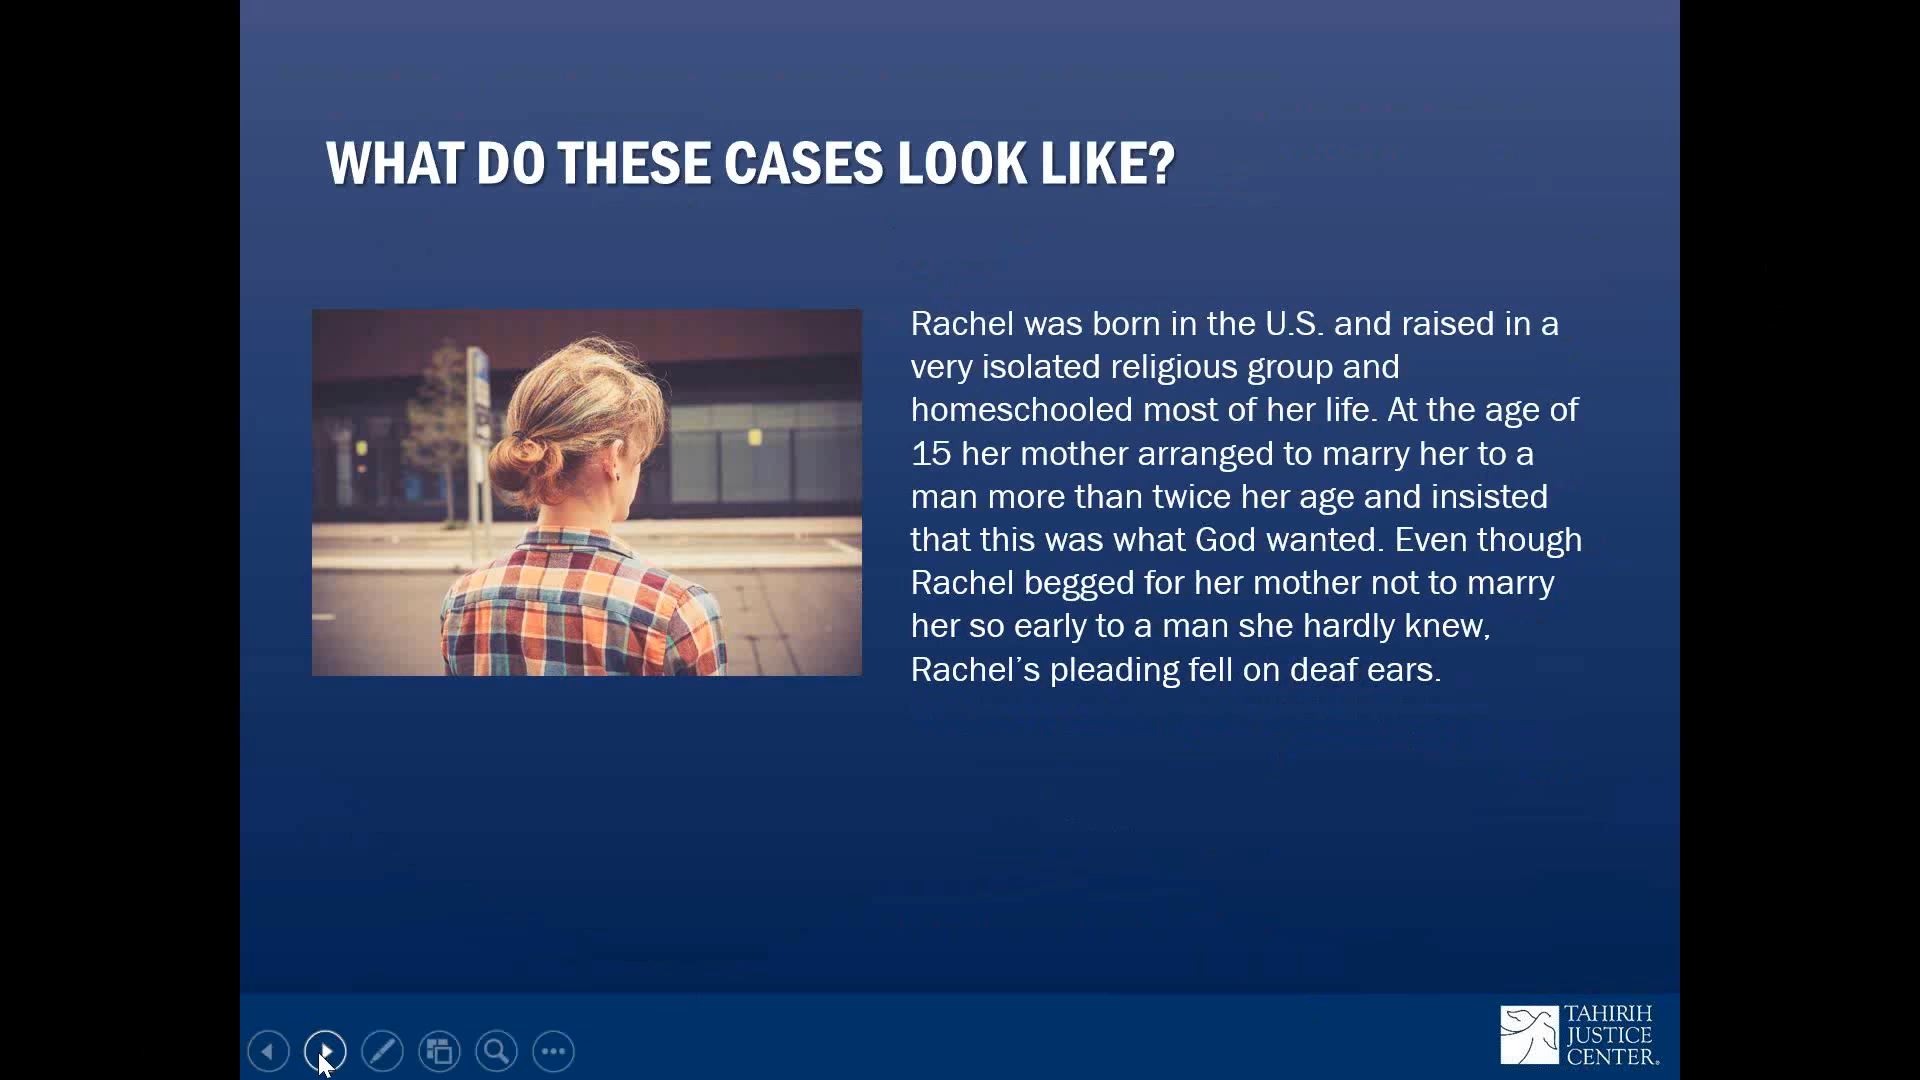 WHAT DO THESE CASES LOOK LIKE?
Rachel was born in the U.S. and raised in a
very isolated religious group and
homeschooled most of her life. At the age of
15 her mother arranged to marry her to a
man more than twice her age and insisted
that this was what God wanted. Even though
Rachel begged for her mother not to marry
her so early to a man she hardly knew,
Rachel’s pleading fell on deaf ears.
TAHIRIH
JUSTICE
CENTER®